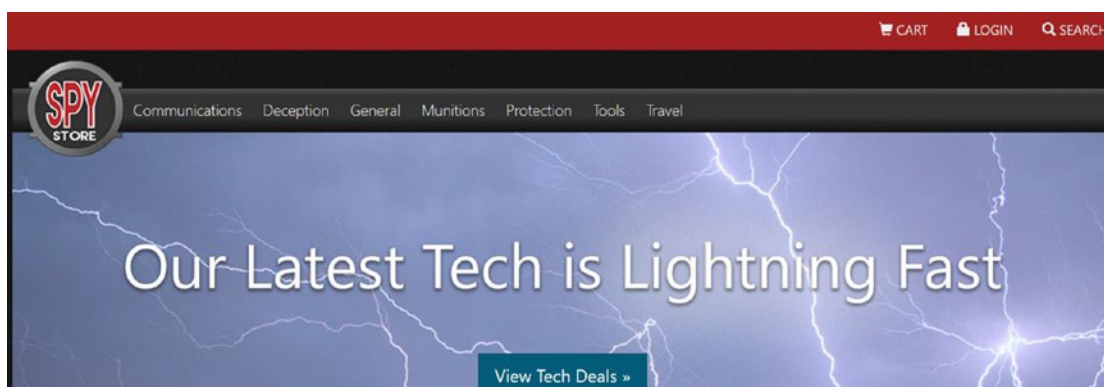 CART LOGIN SEARCH
SPY
STORE
Communications Deception General Munitions Protection Tools Travel
Our Latest Tech is Lightning Fast
View Tech Deals »